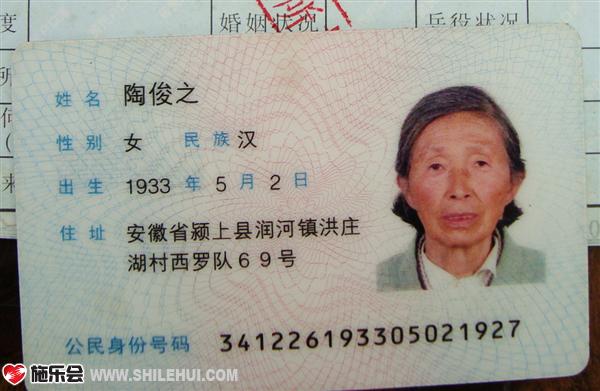 度 婚姻状况 兵役状况
所
何
（
来
姓名 陶俊之
性别 女 民族 汉
出生 1933 年 5 月 2 日
住址 安徽省颍上县润河镇洪庄
湖村西罗队69号
公民身份号码 341226193305021927
施乐会 WWW.SHILEHUI.COM